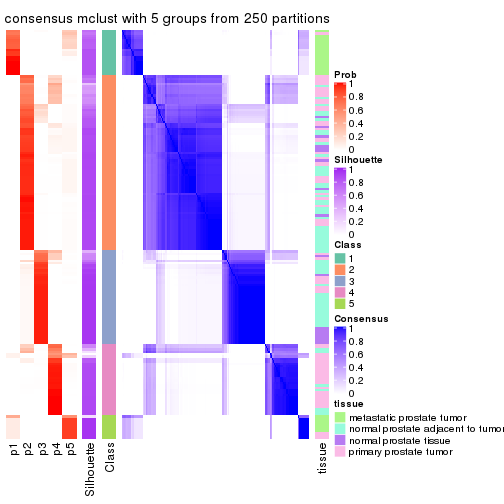 consensus mclust with 5 groups from 250 partitions
Prob
1
0.8
0.6
0.4
0.2
0
Silhouette
1
0.8
0.6
0.4
0.2
0
Class
1
2
3
4
5
Consensus
1
0.8
0.6
0.4
0.2
0
tissue
metastatic prostate tumor
normal prostate adjacent to tumor
normal prostate tissue
primary prostate tumor
p1
p2
p3
p4
p5
Silhouette
Class
tissue